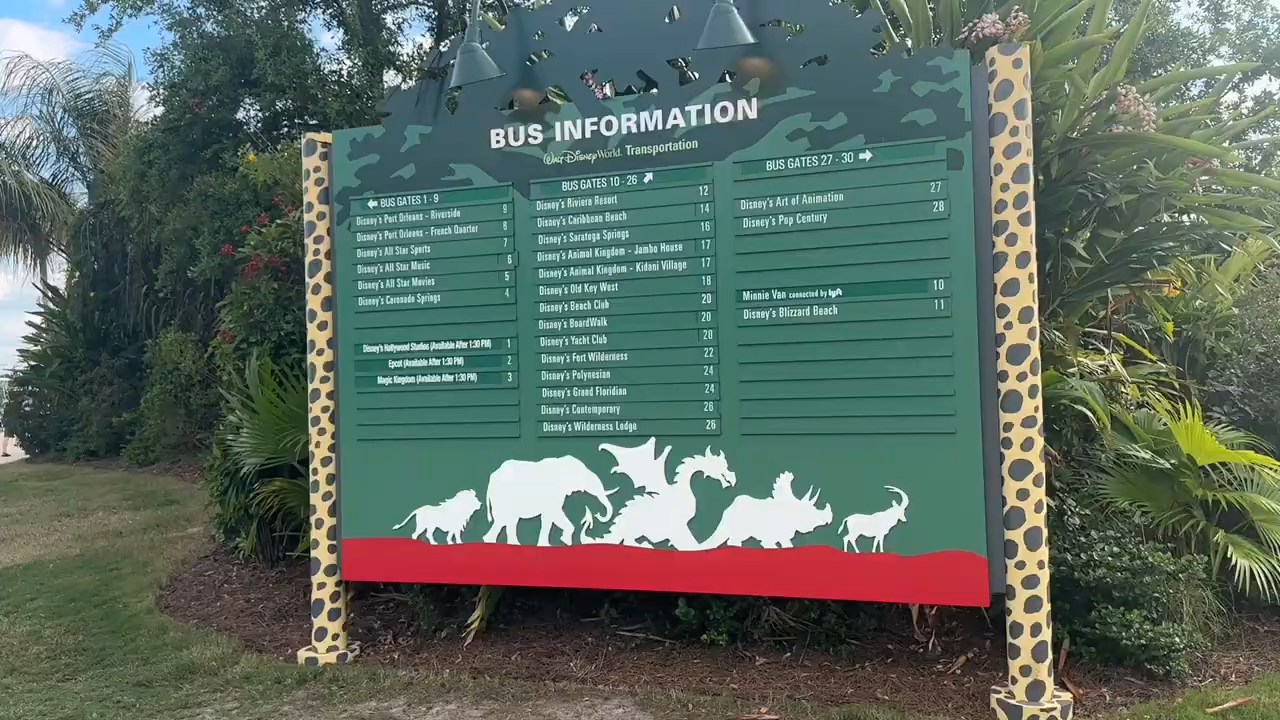 BUS INFORMATION
Walt Disney World. Transportation
BUS GATES 1 - 9
Disney's Port Orleans - Riverside 9
Disney's Port Orleans - French Quarter 8
Disney's All Star Sports 7
Disney's All Star Music 6
Disney's All Star Movies 5
Disney's Coronado Springs 4
Disney's Hollywood Studios (Available After 1:30 PM) 1
Epcot (Available After 1:30 PM) 2
Magic Kingdom (Available After 1:30 PM) 3
BUS GATES 10 - 26
Disney's Riviera Resort 12
Disney's Caribbean Beach 14
Disney's Saratoga Springs 16
Disney's Animal Kingdom - Jambo House 17
Disney's Animal Kingdom - Kidani Village 17
Disney's Old Key West 18
Disney's Beach Club 20
Disney's BoardWalk 20
Disney's Yacht Club 20
Disney's Fort Wilderness 22
Disney's Polynesian 24
Disney's Grand Floridian 24
Disney's Contemporary 26
Disney's Wilderness Lodge 26
BUS GATES 27 - 30
Disney's Art of Animation 27
Disney's Pop Century 28
Minnie Van connected by lyft 10
Disney's Blizzard Beach 11